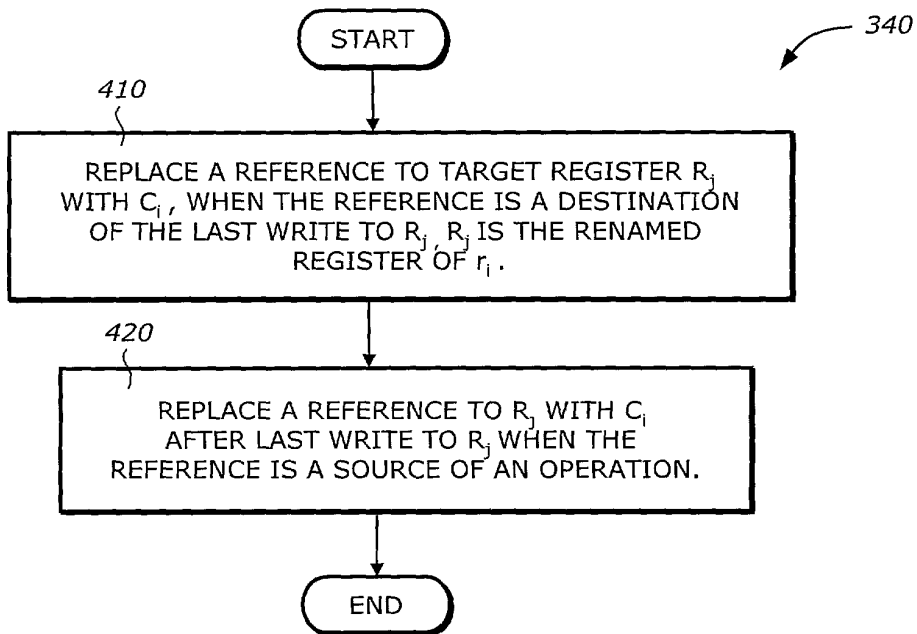 START
340
410
REPLACE A REFERENCE TO TARGET REGISTER Rj
WITH Ci, WHEN THE REFERENCE IS A DESTINATION
OF THE LAST WRITE TO Rj, Rj IS THE RENAMED
REGISTER OF ri.
420
REPLACE A REFERENCE TO Rj WITH Ci
AFTER LAST WRITE TO Rj WHEN THE
REFERENCE IS A SOURCE OF AN OPERATION.
END